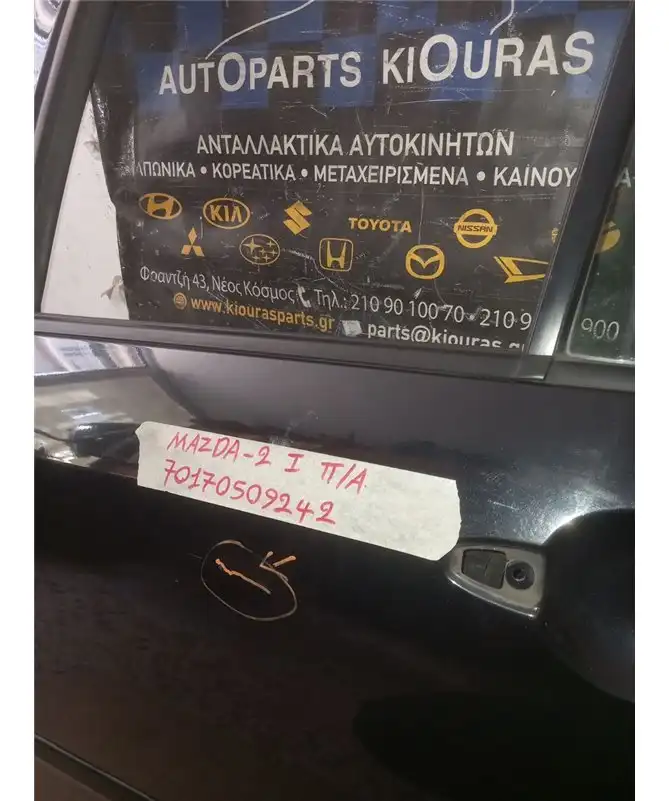 AUTOPARTS KIOURAS
ΑΝΤΑΛΛΑΚΤΙΚΑ ΑΥΤΟΚΙΝΗΤΩΝ
ΑΠΩΝΙΚΑ • ΚΟΡΕΑΤΙΚΑ • ΜΕΤΑΧΕΙΡΙΣΜΕΝΑ • ΚΑΙΝΟΥ
KIA
TOYOTA
NISSAN
Φραντζή 43, Νέος Κόσμος Τηλ.: 210 90 100 70 - 210 9
900
www.kiourasparts.gr parts@kiouras.g
MAZDA-2 I Π/Α
70170509242